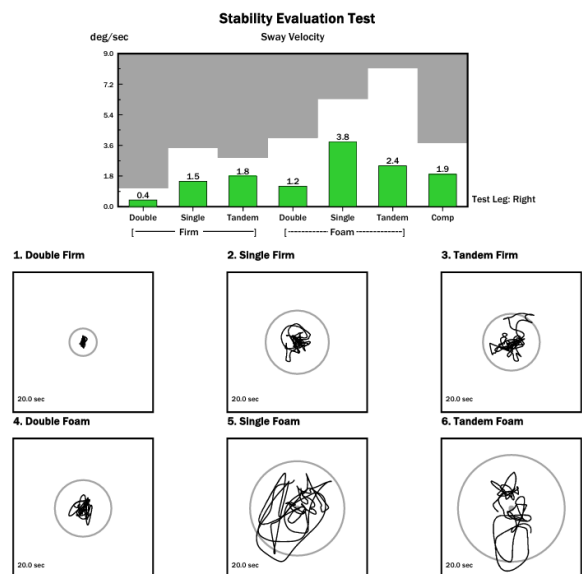 Stability Evaluation Test
deg/sec
Sway Velocity
9.0
7.2
5.4
3.6
1.8
0.0
0.4
1.5
1.8
1.2
3.8
2.4
1.9
Test Leg: Right
Double Single Tandem Double Single Tandem Comp
[ Firm ] [ Foam ]
1. Double Firm
2. Single Firm
3. Tandem Firm
20.0 sec
20.0 sec
20.0 sec
4. Double Foam
5. Single Foam
6. Tandem Foam
20.0 sec
20.0 sec
20.0 sec